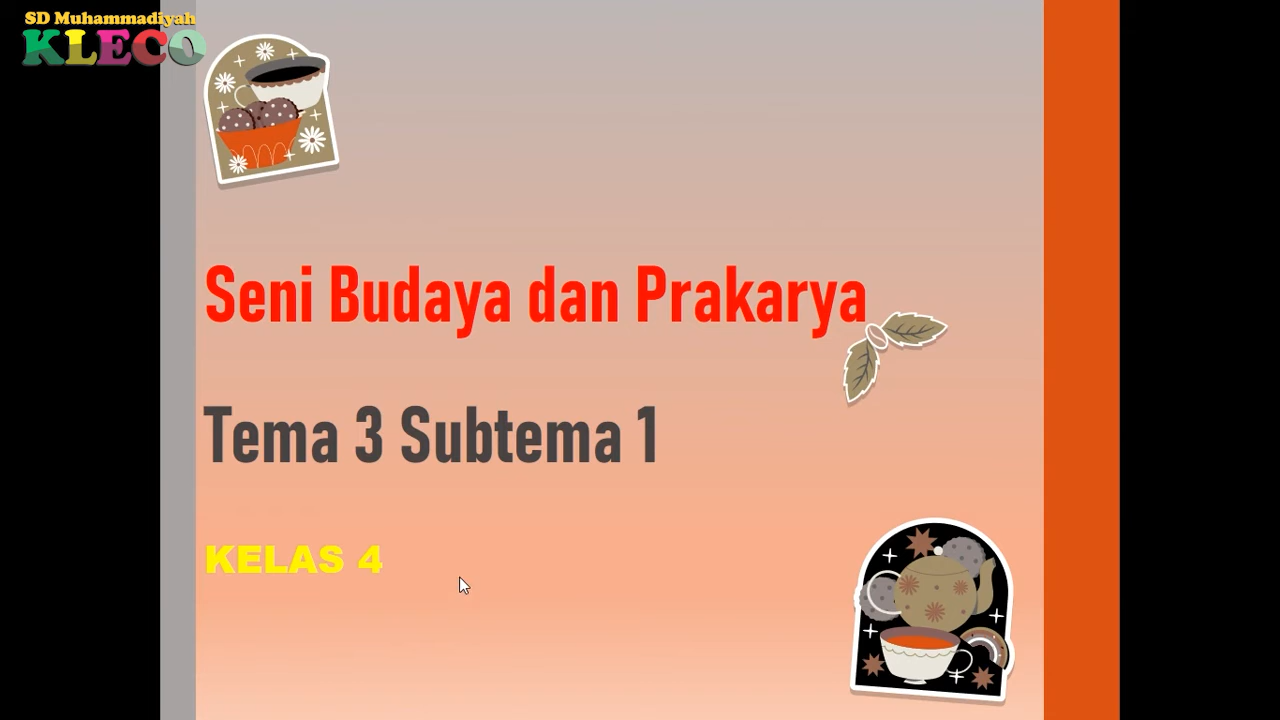 SD Muhammadiyah
KLECO
Seni Budaya dan Prakarya
Tema 3 Subtema 1
KELAS 4